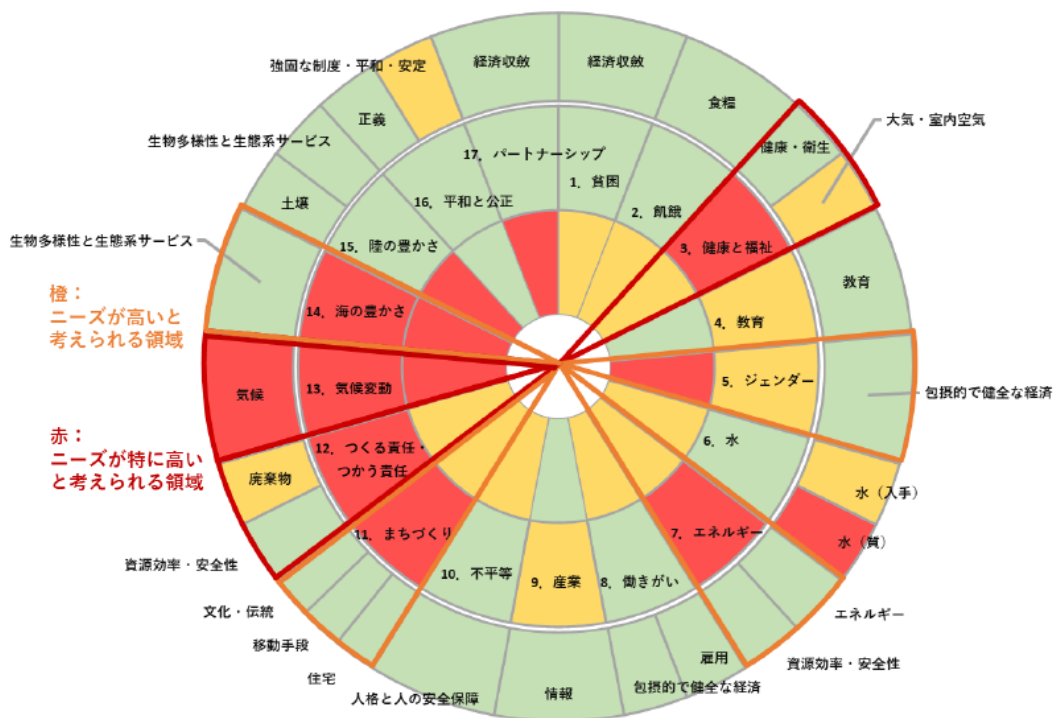 経済収斂
経済収斂
強固な制度・平和・安定
食糧
正義
大気・室内空気
生物多様性と生態系サービス
健康・衛生
17. パートナーシップ
1. 貧困
16. 平和と公正
2. 飢餓
土壌
生物多様性と生態系サービス
15. 陸の豊かさ
3. 健康と福祉
教育
橙：
ニーズが高いと
考えられる領域
14. 海の豊かさ
4. 教育
気候
13. 気候変動
5. ジェンダー
包摂的で健全な経済
赤：
ニーズが特に高い
と考えられる領域
12. つくる責任・
つかう責任
6. 水
廃棄物
水（入手）
11. まちづくり
7. エネルギー
水（質）
資源効率・安全性
10. 不平等
9. 産業
8. 働きがい
文化・伝統
エネルギー
移動手段
雇用
資源効率・安全性
住宅
人格と人の安全保障
情報
包摂的で健全な経済